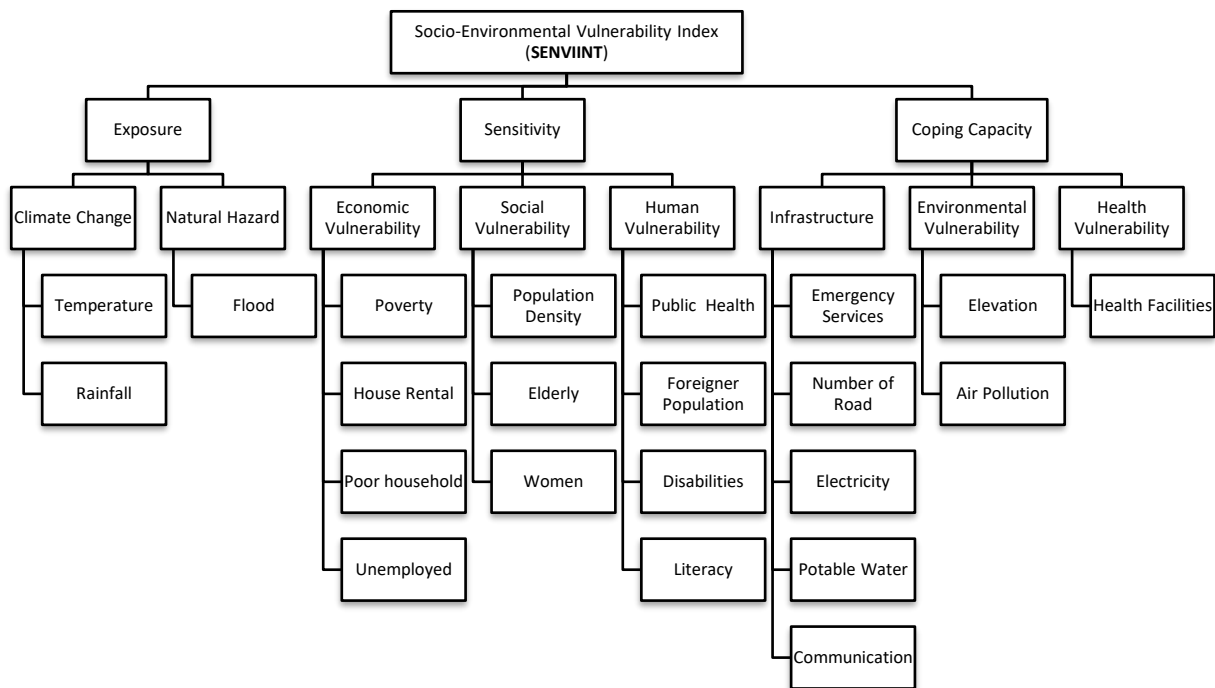 Socio-Environmental Vulnerability Index
(SENVIINT)
Exposure
Sensitivity
Coping Capacity
Climate Change
Natural Hazard
Economic
Vulnerability
Social
Vulnerability
Human
Vulnerability
Infrastructure
Environmental
Vulnerability
Health
Vulnerability
Temperature
Flood
Poverty
Population
Density
Public Health
Emergency
Services
Elevation
Health Facilities
Rainfall
House Rental
Elderly
Foreigner
Population
Number of
Road
Air Pollution
Poor household
Women
Disabilities
Electricity
Unemployed
Literacy
Potable Water
Communication